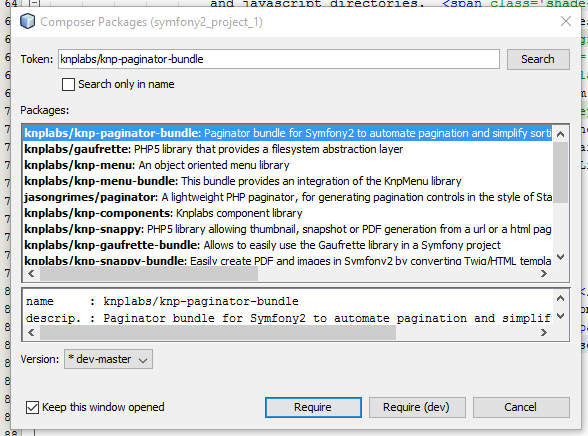 and javascript directories. <span class='shade
Composer Packages (symfony2_project_1)
Token: knplabs/knp-paginator-bundle Search
Search only in name
Packages:
knplabs/knp-paginator-bundle: Paginator bundle for Symfony2 to automate pagination and simplify sorti
knplabs/gaufrette: PHP5 library that provides a filesystem abstraction layer
knplabs/knp-menu: An object oriented menu library
knplabs/knp-menu-bundle: This bundle provides an integration of the KnpMenu library
jasongrimes/paginator: A lightweight PHP paginator, for generating pagination controls in the style of Sta
knplabs/knp-components: Knplabs component library
knplabs/knp-snappy: PHP5 library allowing thumbnail, snapshot or PDF generation from a url or a html pag
knplabs/knp-gaufrette-bundle: Allows to easily use the Gaufrette library in a Symfony project
knplabs/knp-snappy-bundle: Easily create PDF and images in Symfony2 by converting Twig/HTML templa
name : knplabs/knp-paginator-bundle
descrip. : Paginator bundle for Symfony2 to automate pagination and simplif
Version: * dev-master
Keep this window opened Require Require (dev) Cancel
88